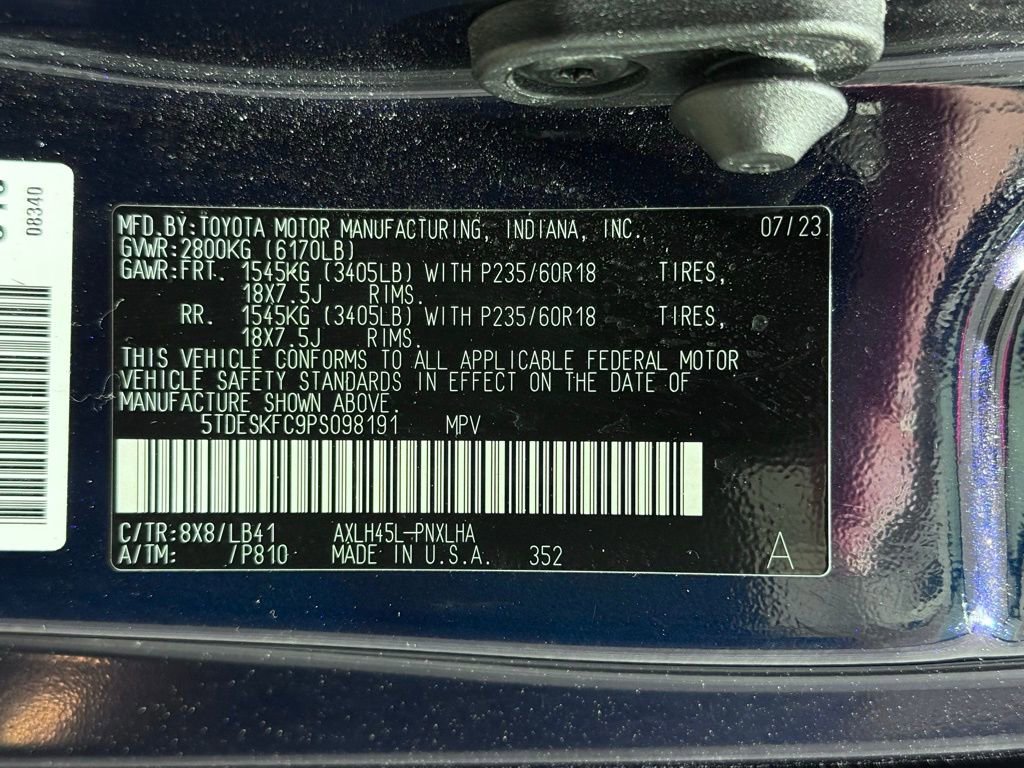 08340
MFD.BY:TOYOTA MOTOR MANUFACTURING, INDIANA, INC. 07/23
GVWR:2800KG (6170LB)
GAWR:FRT. 1545KG (3405LB) WITH P235/60R18 TIRES,
18X7.5J RIMS.
RR. 1545KG (3405LB) WITH P235/60R18 TIRES,
18X7.5J RIMS.
THIS VEHICLE CONFORMS TO ALL APPLICABLE FEDERAL MOTOR
VEHICLE SAFETY STANDARDS IN EFFECT ON THE DATE OF
MANUFACTURE SHOWN ABOVE.
5TDESKFC9PS098191 MPV
C/TR:8X8/LB41 AXLH45L-PNXLHA
A/TM: /P810 MADE IN U.S.A. 352 A